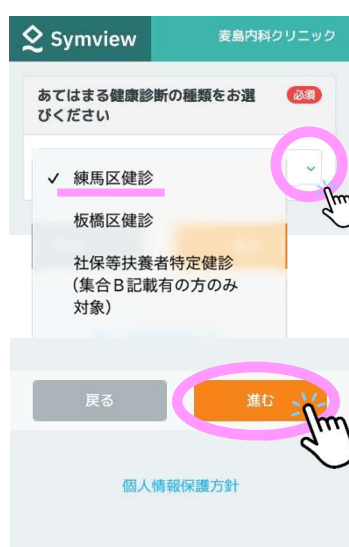 Symview
麦島内科クリニック
あてはまる健康診断の種類をお選
びください
必須
✓ 練馬区健診
板橋区健診
社保等扶養者特定健診
(集合Ｂ記載有の方のみ
対象)
戻る
進む
個人情報保護方針